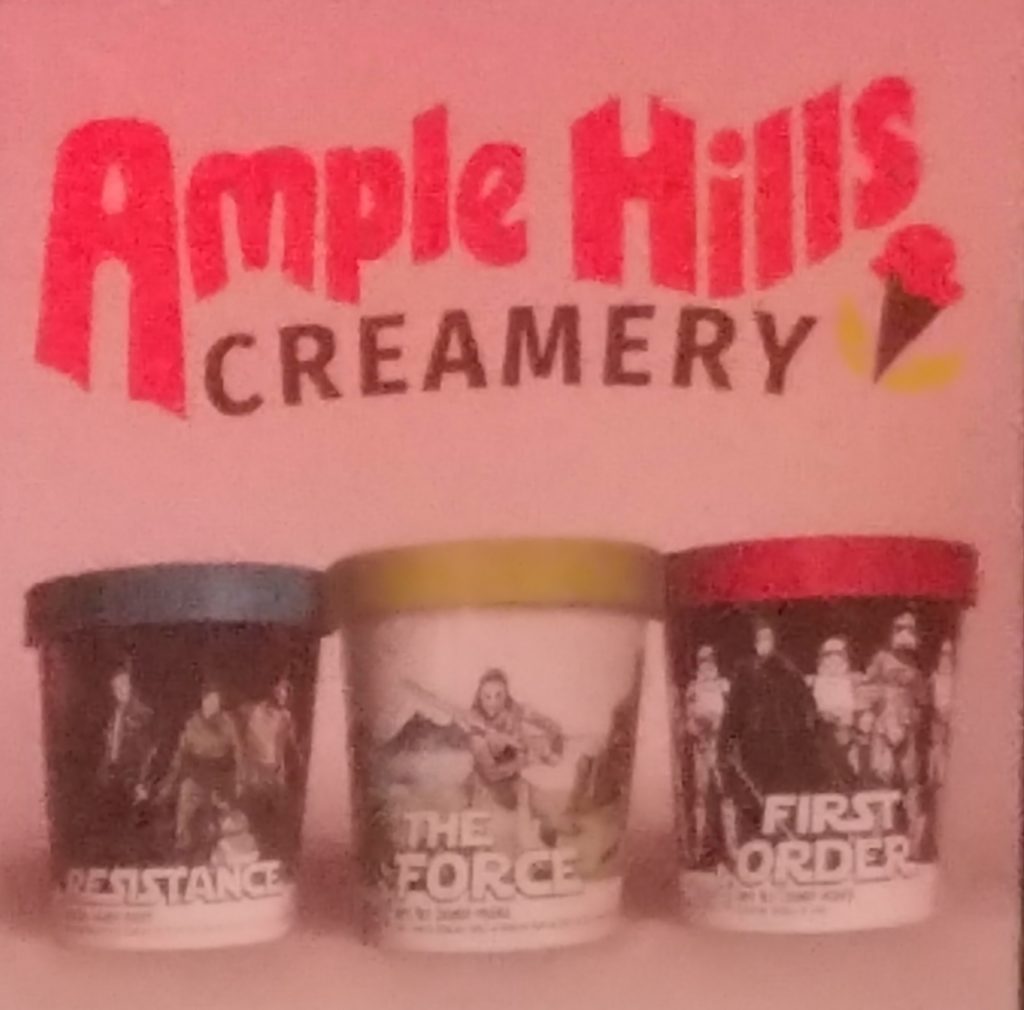 Ample Hills
CREAMERY
RESISTANCE
THE
FORCE
FIRST
ORDER